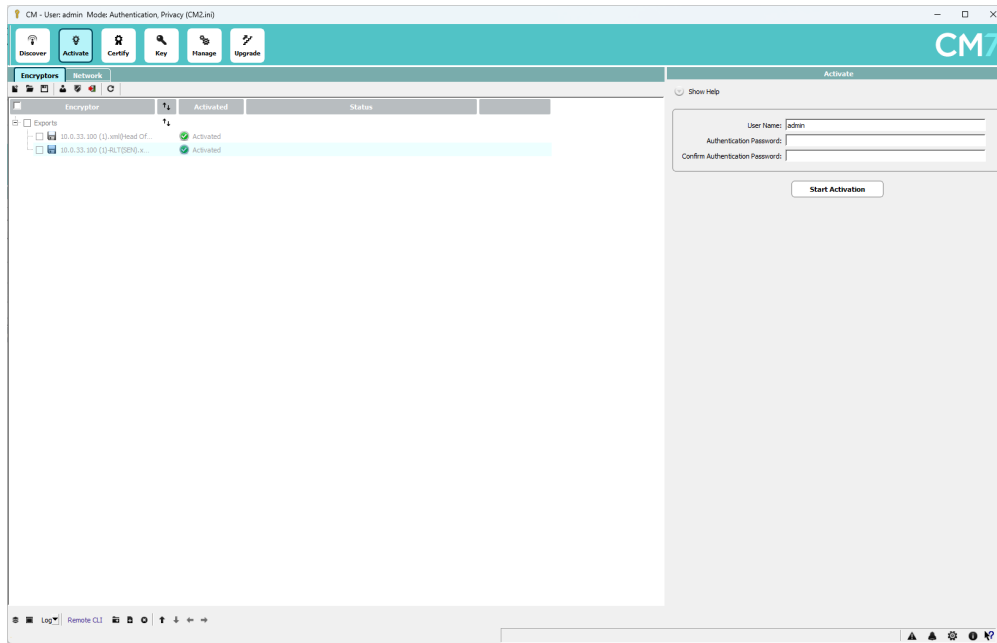 CM - User: admin Mode: Authentication, Privacy (CM2.ini)
Discover Activate Certify Key Manage Upgrade
CM7
Encryptors Network
Activate
Show Help
Encryptor Activated Status
Exports
10.0.33.100 (1).xml(Head Of... Activated
10.0.33.100 (1)-RLT(SEN).x... Activated
User Name: admin
Authentication Password:
Confirm Authentication Password:
Start Activation
Log Remote CLI